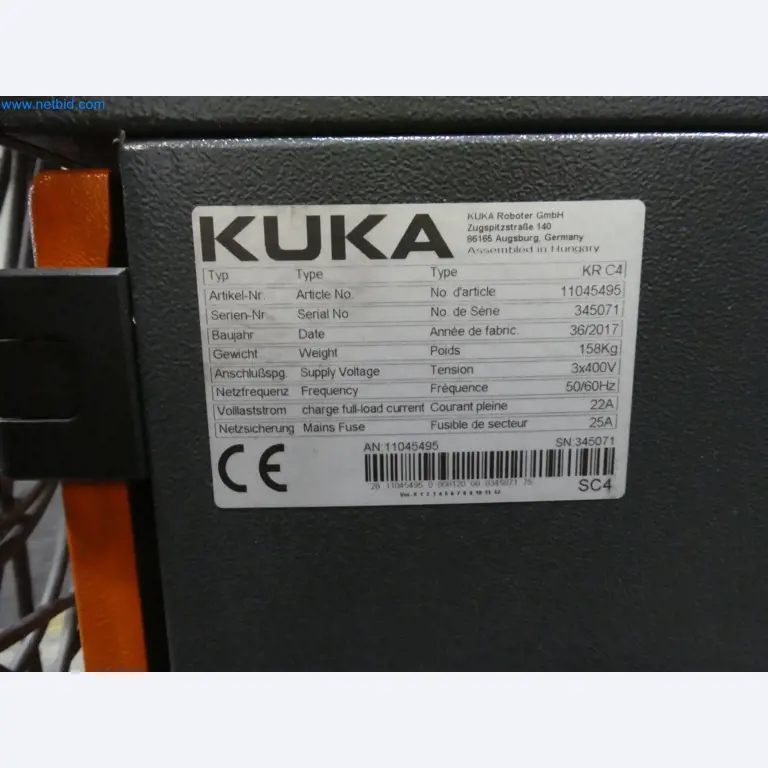 www.netbid.com
KUKA
KUKA Roboter GmbH
Zugspitzstraße 140
86165 Augsburg, Germany
Assembled in Hungary
Typ Type Type KR C4
Artikel-Nr. Article No. No. d'article 11045495
Serien-Nr. Serial No No. de Série 345071
Baujahr Date Année de fabric. 36/2017
Gewicht Weight Poids 158Kg
Anschlußspg. Supply Voltage Tension 3x400V
Netzfrequenz Frequency Fréquence 50/60Hz
Volllaststrom charge full-load current Courant pleine 22A
Netzsicherung Mains Fuse Fusible de secteur 25A
CE
AN:11045495 SN:345071
SC4